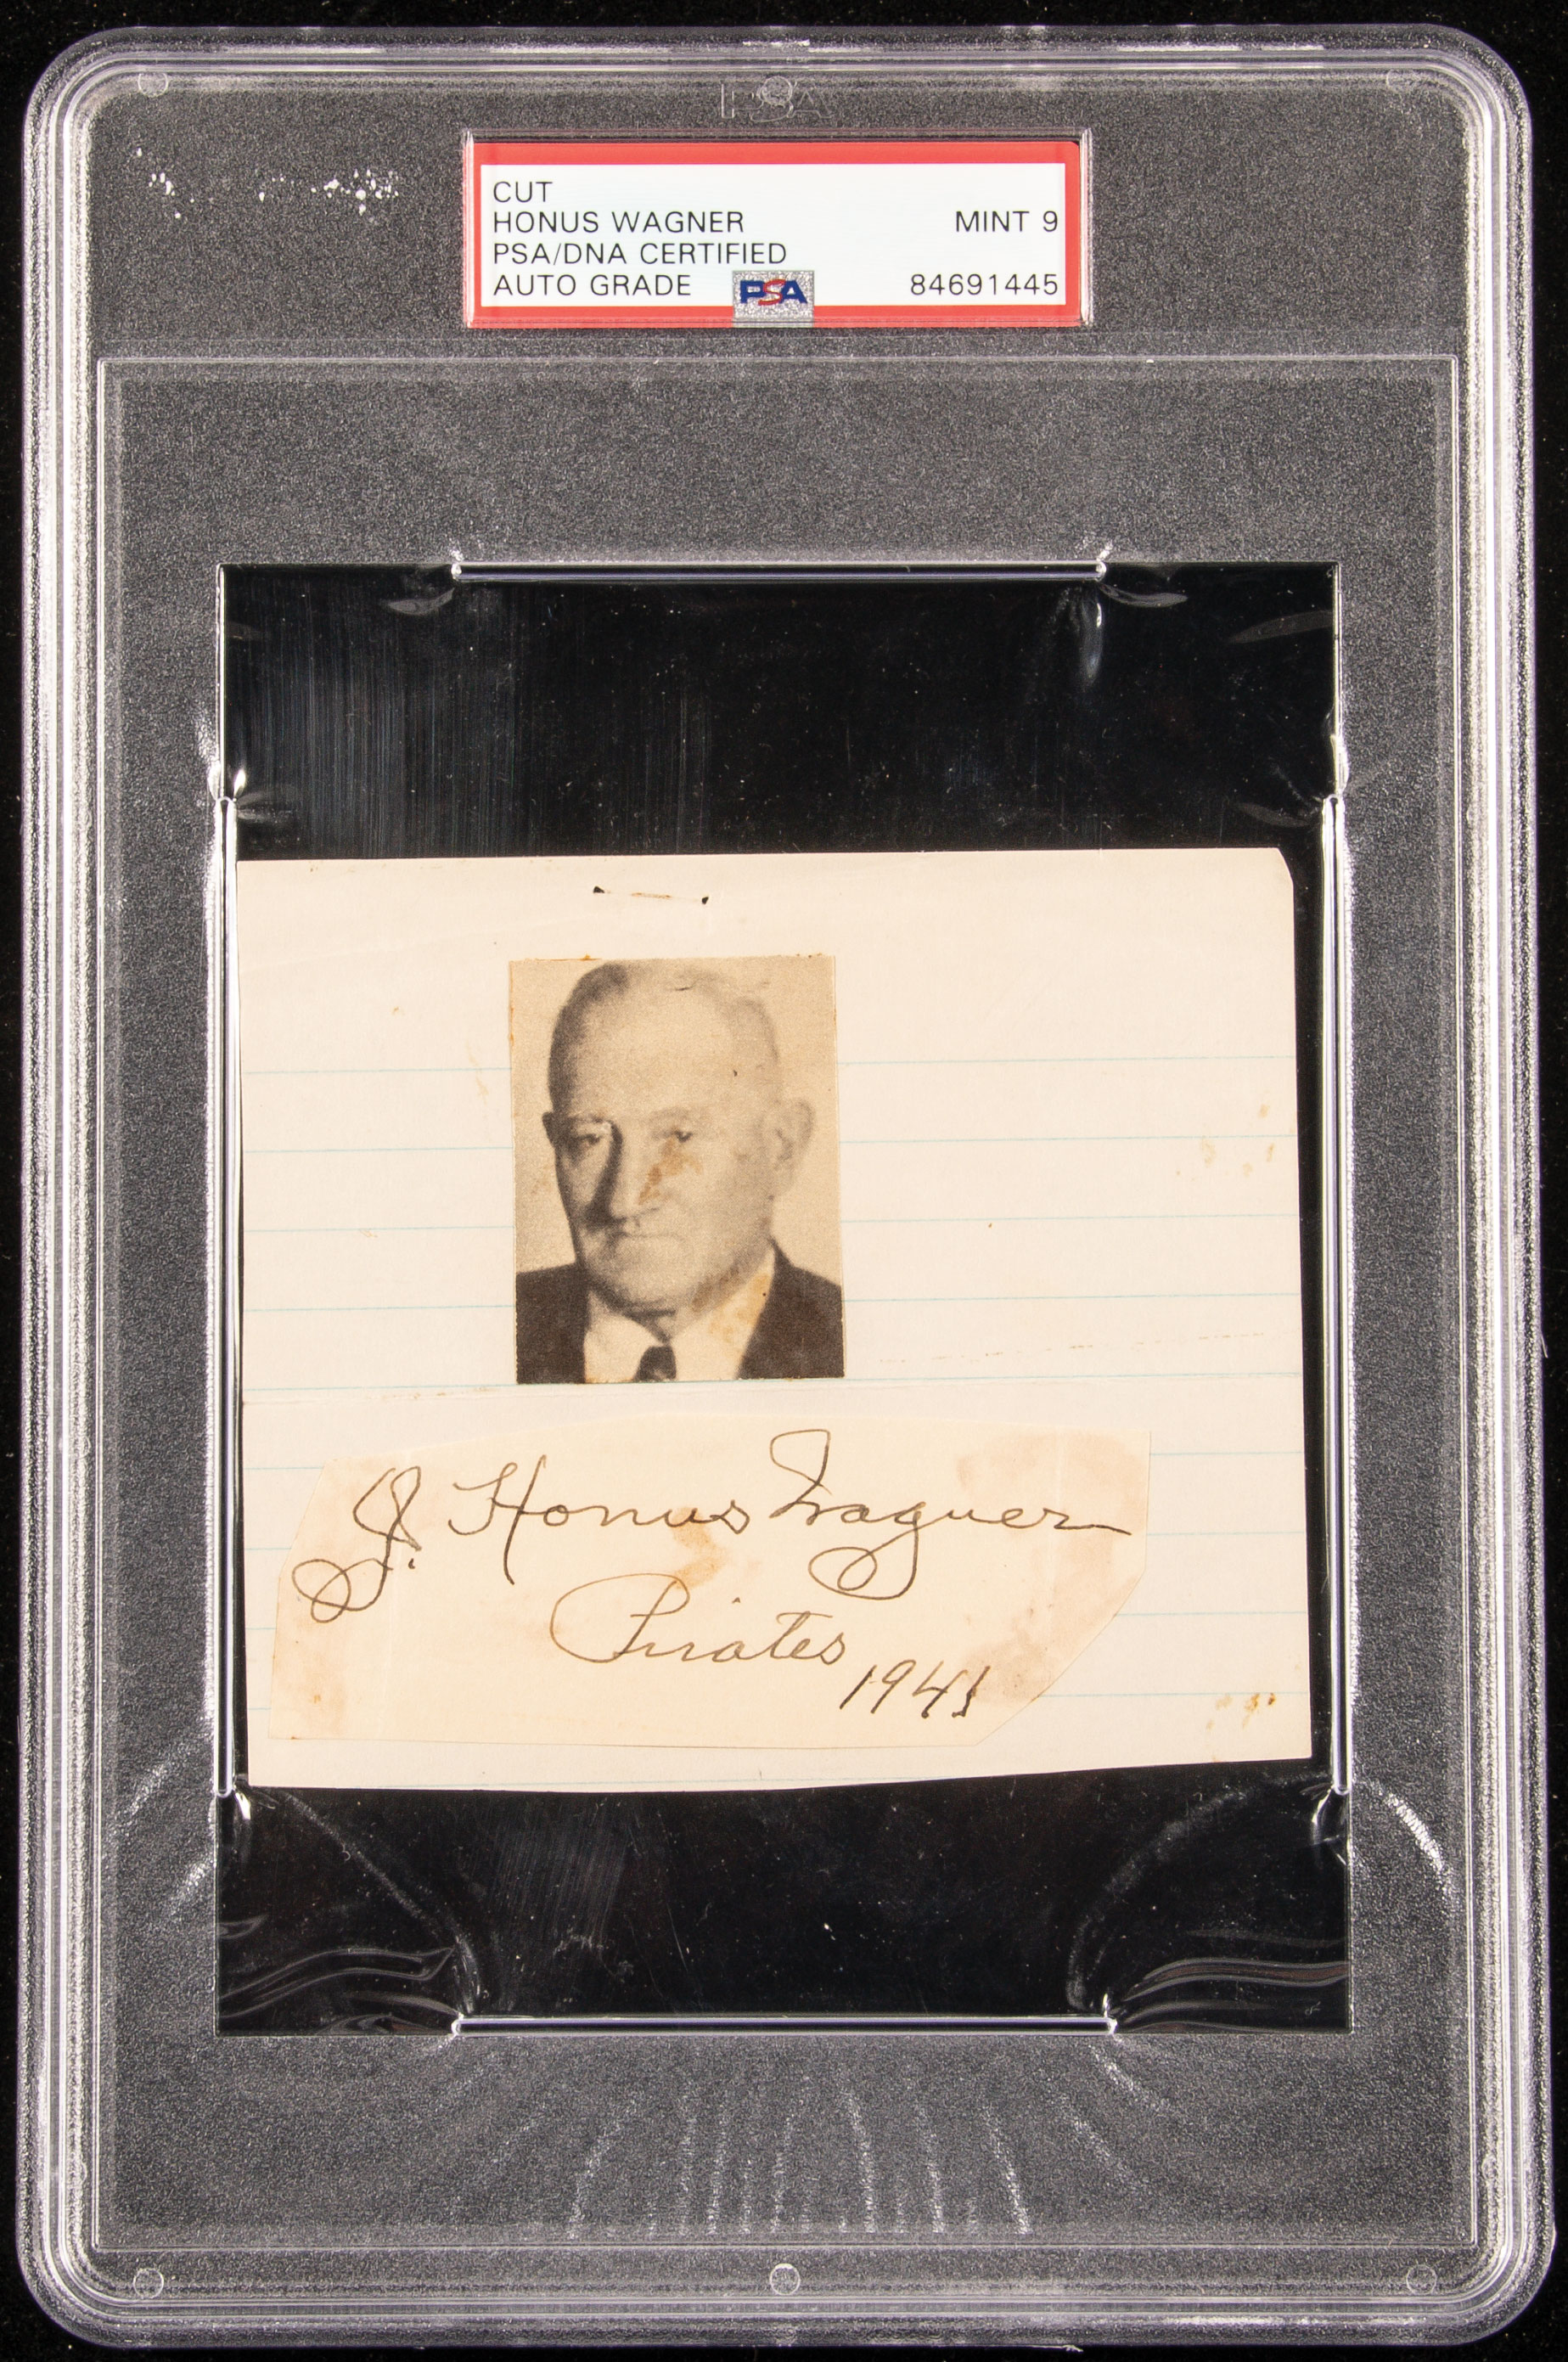 PSA
CUT
HONUS WAGNER MINT 9
PSA/DNA CERTIFIED
AUTO GRADE PSA 84691445
J. Honus Wagner
Pirates
1941